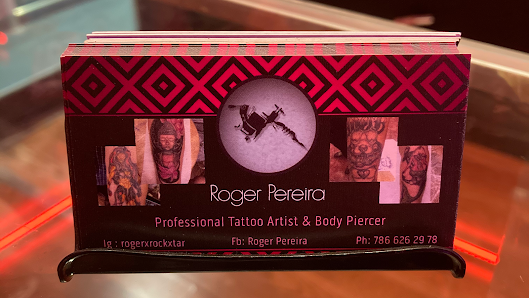 Roger Pereira
Professional Tattoo Artist & Body Piercer
Ig : rogerxrockxtar Fb: Roger Pereira Ph: 786 626 29 78